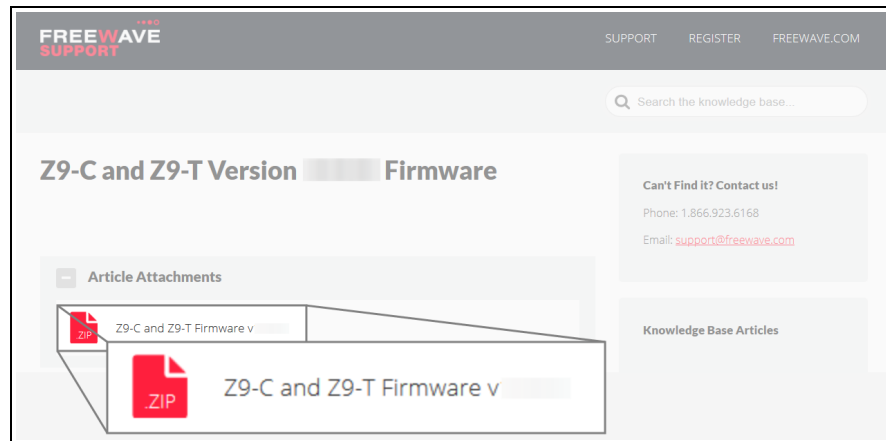 FREEWAVE
SUPPORT
SUPPORT REGISTER FREEWAVE.COM
Search the knowledge base...
Z9-C and Z9-T Version Firmware
Can't Find it? Contact us!
Phone: 1.866.923.6168
Email: support@freewave.com
Article Attachments
.ZIP Z9-C and Z9-T Firmware v
.ZIP Z9-C and Z9-T Firmware v
Knowledge Base Articles